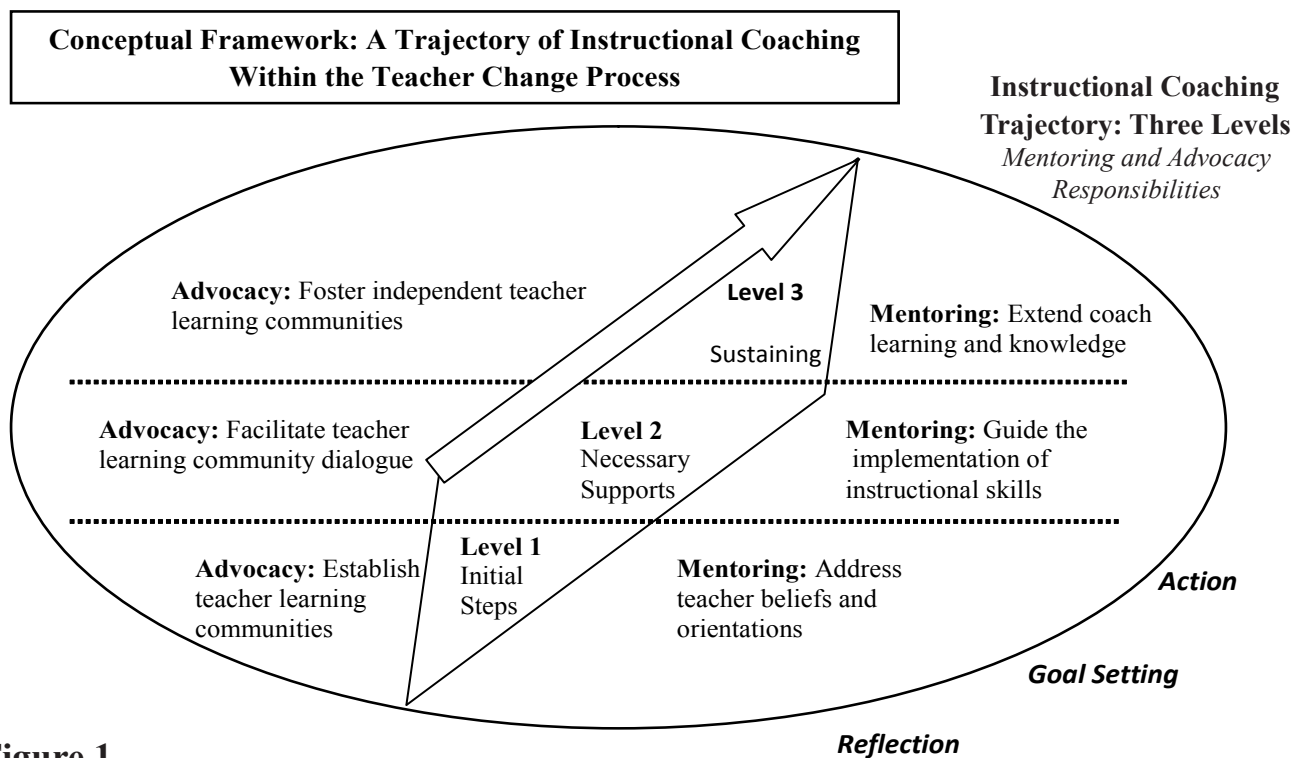 Conceptual Framework: A Trajectory of Instructional Coaching
Within the Teacher Change Process
Instructional Coaching
Trajectory: Three Levels
Mentoring and Advocacy
Responsibilities
Advocacy: Foster independent teacher
learning communities
Level 3
Sustaining
Mentoring: Extend coach
learning and knowledge
Advocacy: Facilitate teacher
learning community dialogue
Level 2
Necessary
Supports
Mentoring: Guide the
implementation of
instructional skills
Advocacy: Establish
teacher learning
communities
Level 1
Initial
Steps
Mentoring: Address
teacher beliefs and
orientations
Action
Goal Setting
Reflection
Figure 1